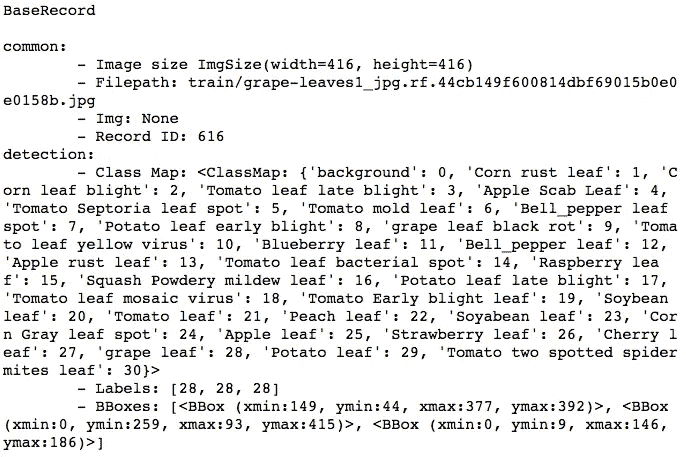 BaseRecord
common:
- Image size ImgSize(width=416, height=416)
- Filepath: train/grape-leaves1_jpg.rf.44cb149f600814dbf69015b0e0
e0158b.jpg
- Img: None
- Record ID: 616
detection:
- Class Map: <ClassMap: {'background': 0, 'Corn rust leaf': 1, 'C
orn leaf blight': 2, 'Tomato leaf late blight': 3, 'Apple Scab Leaf': 4,
'Tomato Septoria leaf spot': 5, 'Tomato mold leaf': 6, 'Bell_pepper leaf
spot': 7, 'Potato leaf early blight': 8, 'grape leaf black rot': 9, 'Toma
to leaf yellow virus': 10, 'Blueberry leaf': 11, 'Bell_pepper leaf': 12,
'Apple rust leaf': 13, 'Tomato leaf bacterial spot': 14, 'Raspberry lea
f': 15, 'Squash Powdery mildew leaf': 16, 'Potato leaf late blight': 17,
'Tomato leaf mosaic virus': 18, 'Tomato Early blight leaf': 19, 'Soybean
leaf': 20, 'Tomato leaf': 21, 'Peach leaf': 22, 'Soyabean leaf': 23, 'Cor
n Gray leaf spot': 24, 'Apple leaf': 25, 'Strawberry leaf': 26, 'Cherry l
eaf': 27, 'grape leaf': 28, 'Potato leaf': 29, 'Tomato two spotted spider
mites leaf': 30}>
- Labels: [28, 28, 28]
- BBoxes: [<BBox (xmin:149, ymin:44, xmax:377, ymax:392)>, <BBox
(xmin:0, ymin:259, xmax:93, ymax:415)>, <BBox (xmin:0, ymin:9, xmax:146,
ymax:186)>]